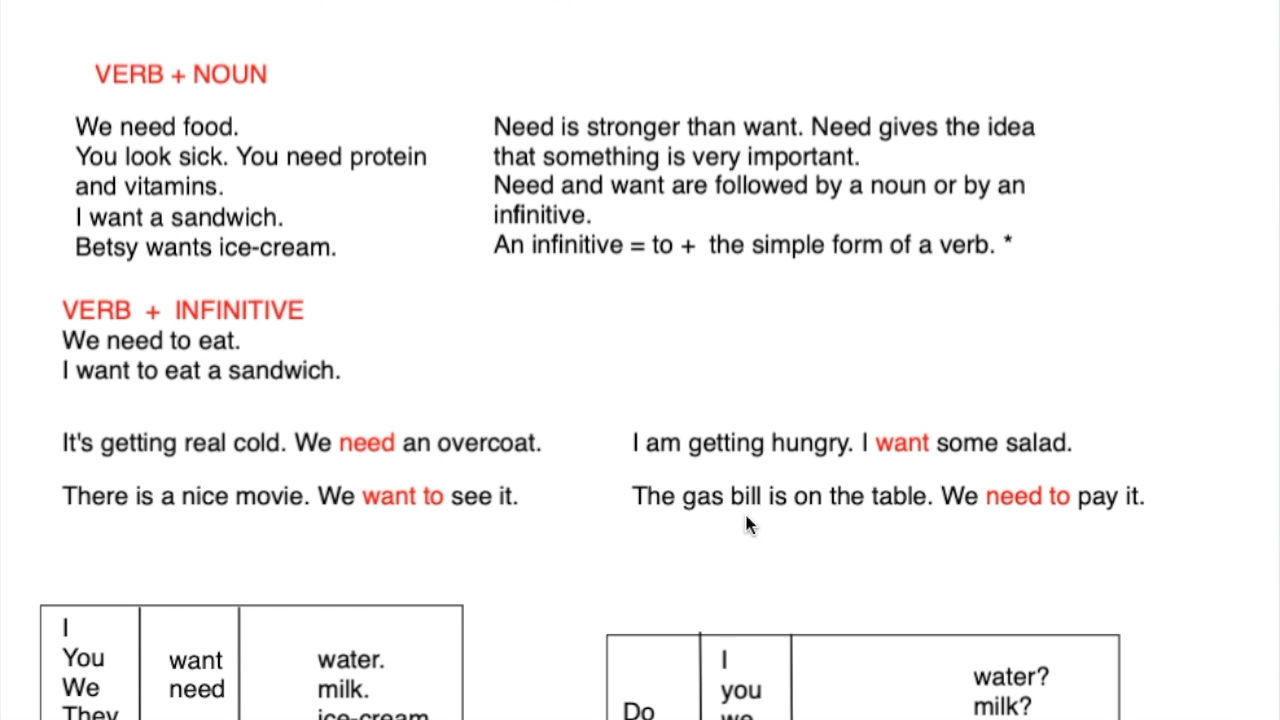 VERB + NOUN
We need food.
You look sick. You need protein
and vitamins.
I want a sandwich.
Betsy wants ice-cream.
Need is stronger than want. Need gives the idea
that something is very important.
Need and want are followed by a noun or by an
infinitive.
An infinitive = to + the simple form of a verb. *
VERB + INFINITIVE
We need to eat.
I want to eat a sandwich.
It's getting real cold. We need an overcoat.
I am getting hungry. I want some salad.
There is a nice movie. We want to see it.
The gas bill is on the table. We need to pay it.
I
You
We
They
want
need
water.
milk.
ice-cream
Do
I
you
we
water?
milk?